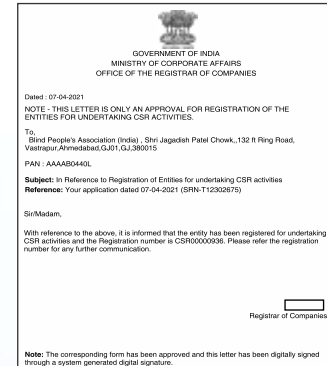 GOVERNMENT OF INDIA
MINISTRY OF CORPORATE AFFAIRS
OFFICE OF THE REGISTRAR OF COMPANIES
Dated : 07-04-2021
NOTE - THIS LETTER IS ONLY AN APPROVAL FOR REGISTRATION OF THE
ENTITIES FOR UNDERTAKING CSR ACTIVITIES.
To,
Blind People's Association (India) , Shri Jagadish Patel Chowk,,132 ft Ring Road,
Vastrapur,Ahmedabad,GJ01,GJ,380015
PAN : AAAAB0440L
Subject: In Reference to Registration of Entities for undertaking CSR activities
Reference: Your application dated 07-04-2021 (SRN-T12302675)
Sir/Madam,
With reference to the above, it is informed that the entity has been registered for undertaking
CSR activities and the Registration number is CSR00000936. Please refer the registration
number for any further communication.
Registrar of Companies
Note: The corresponding form has been approved and this letter has been digitally signed
through a system generated digital signature.